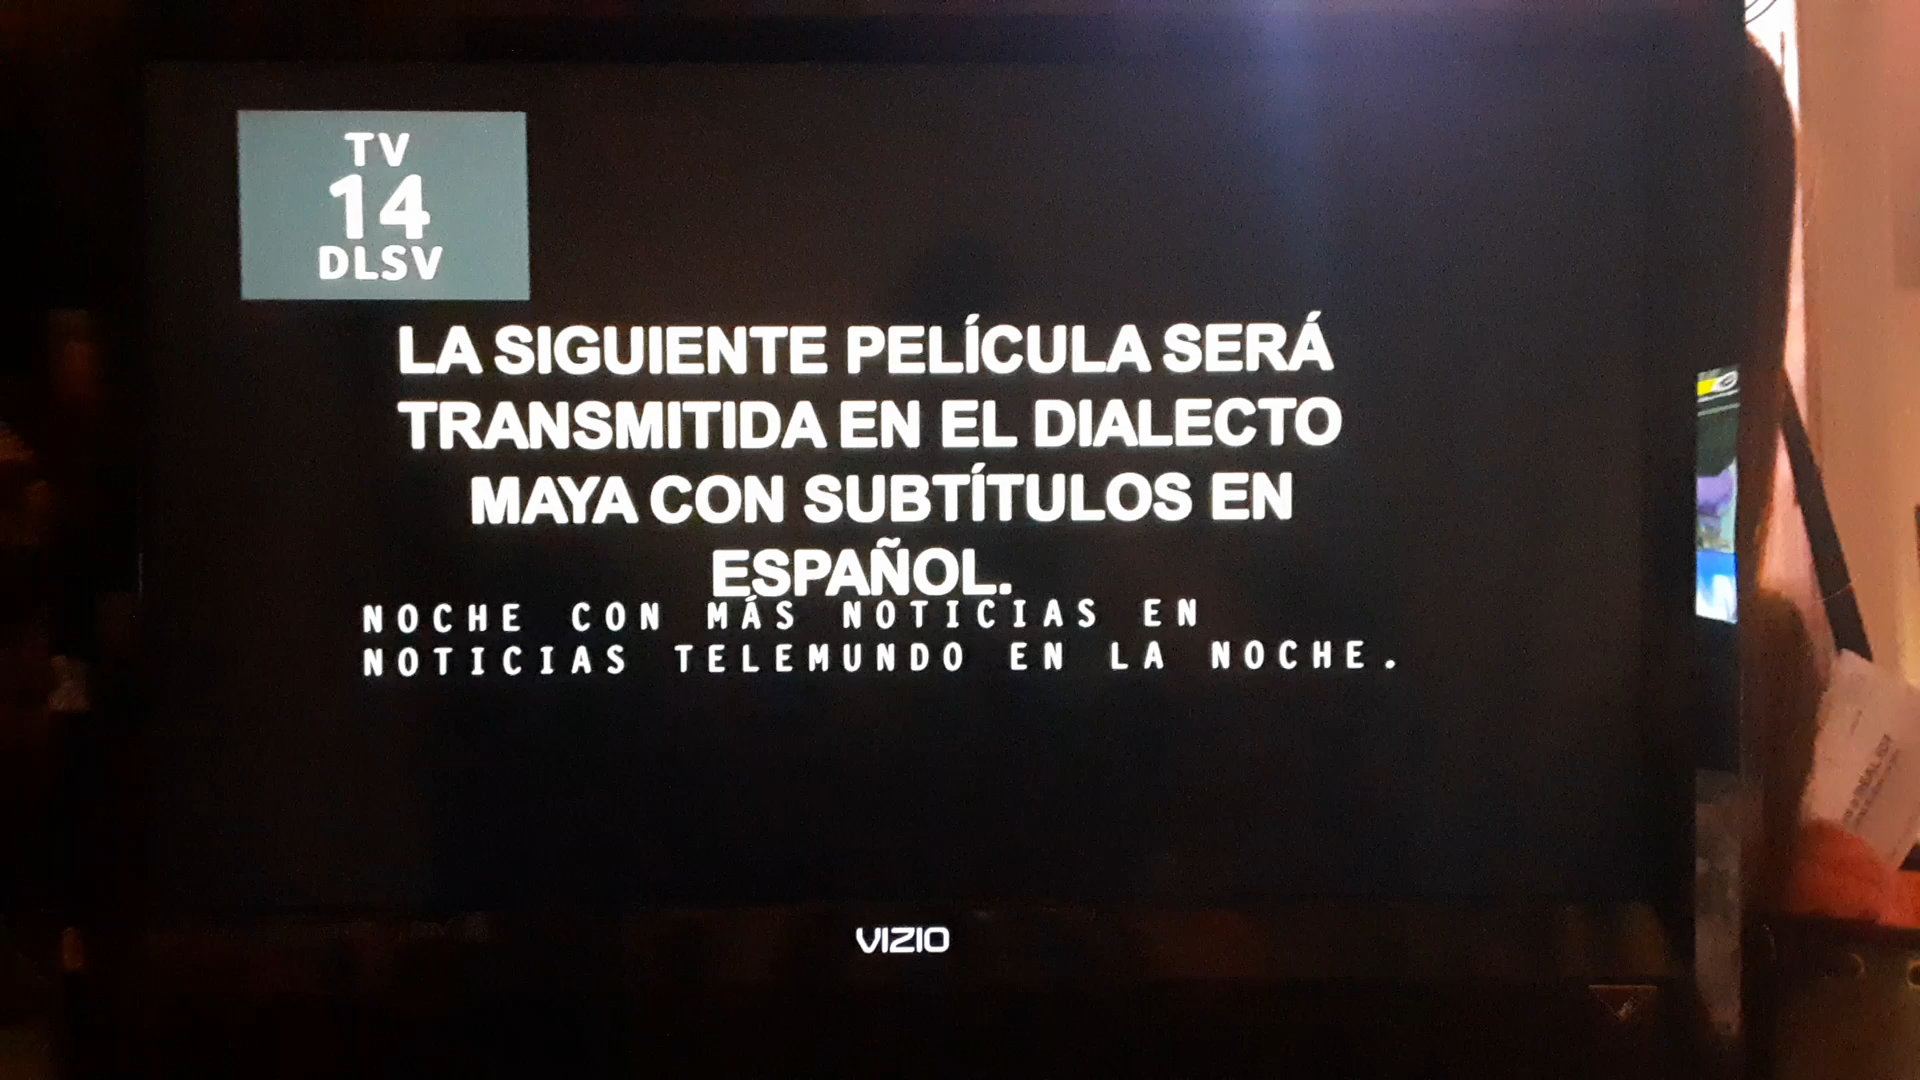 TV
14
DLSV
LA SIGUIENTE PELÍCULA SERÁ
TRANSMITIDA EN EL DIALECTO
MAYA CON SUBTÍTULOS EN
ESPAÑOL.
NOCHE CON MÁS NOTICIAS EN
NOTICIAS TELEMUNDO EN LA NOCHE.
VIZIO